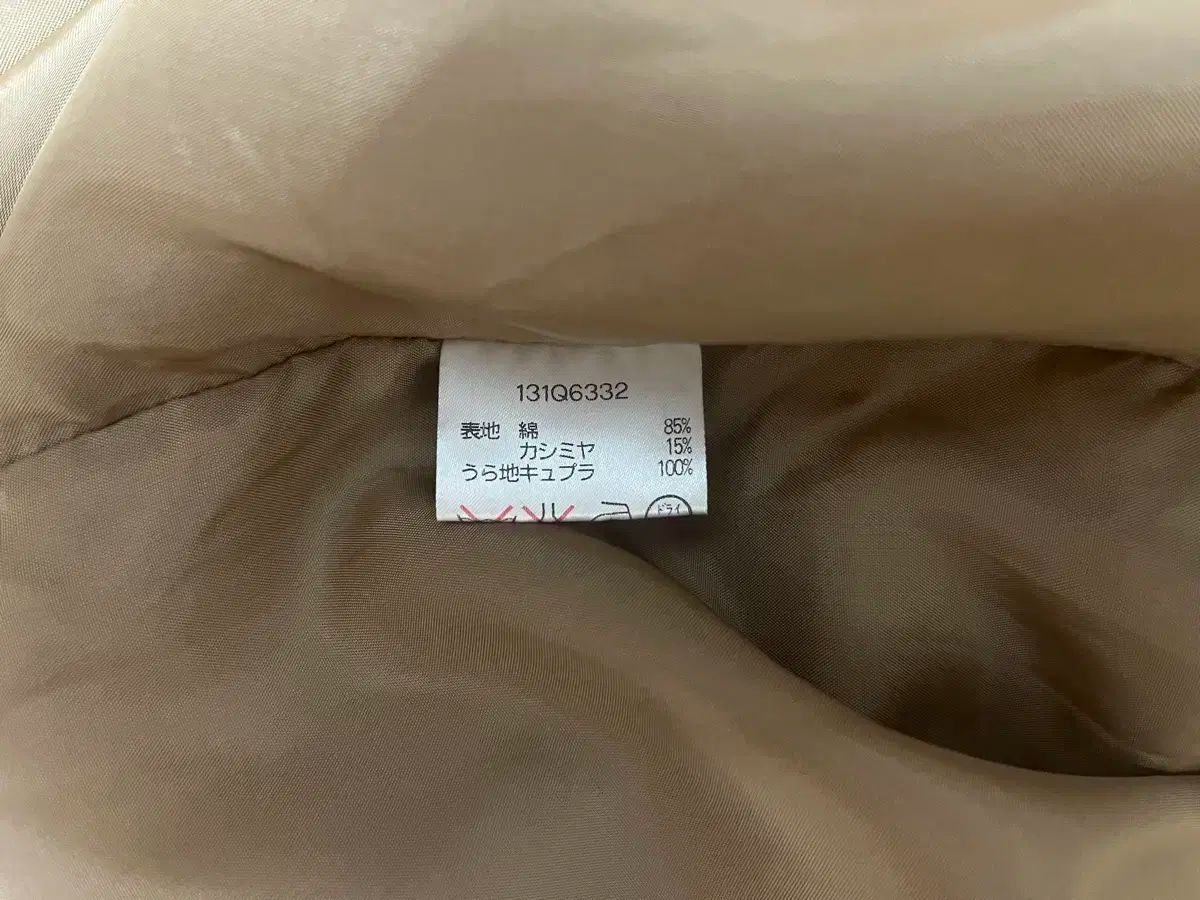 131Q6332
表地 綿 85%
カシミヤ 15%
うら地キュプラ 100%
ドライ